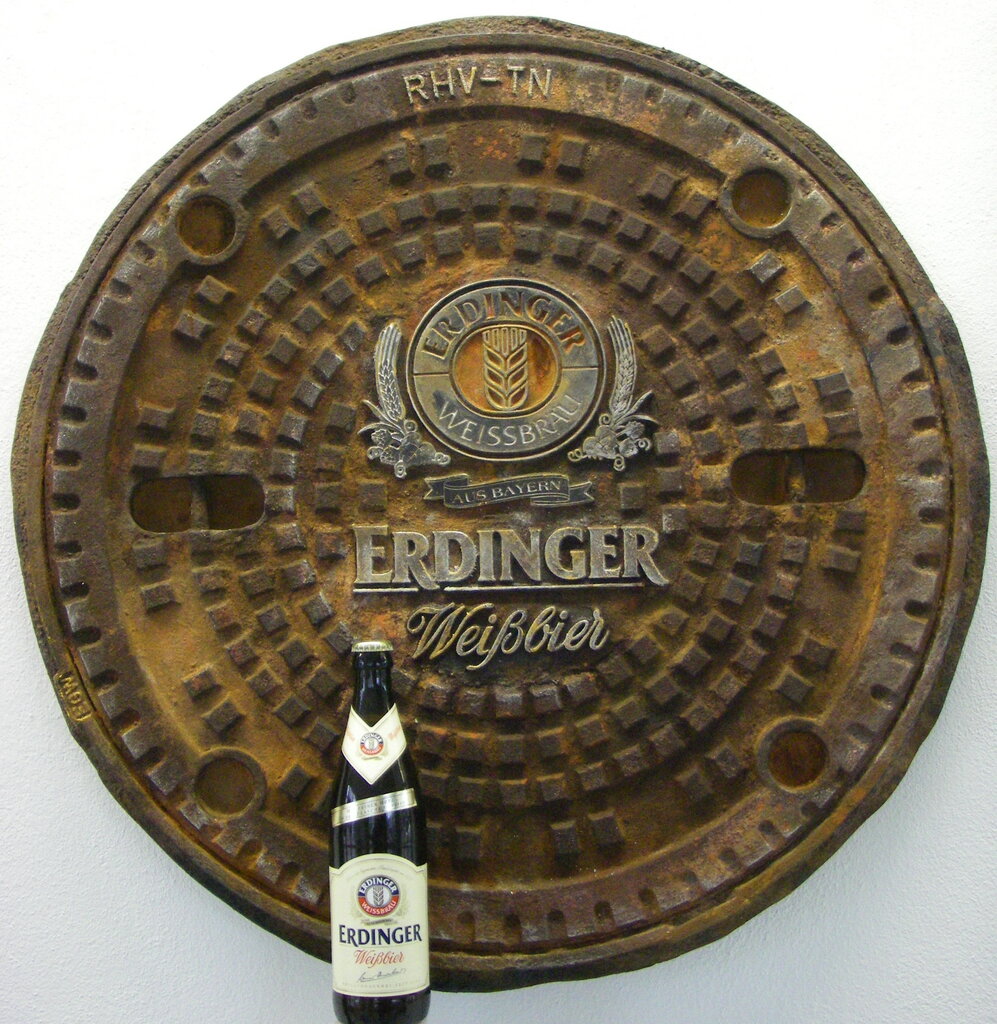 RHV-TN
ERDINGER
WEISSBRÄU
AUS BAYERN
ERDINGER
Weißbier
ERDINGER
WEISSBRÄU
ERDINGER
Weißbier